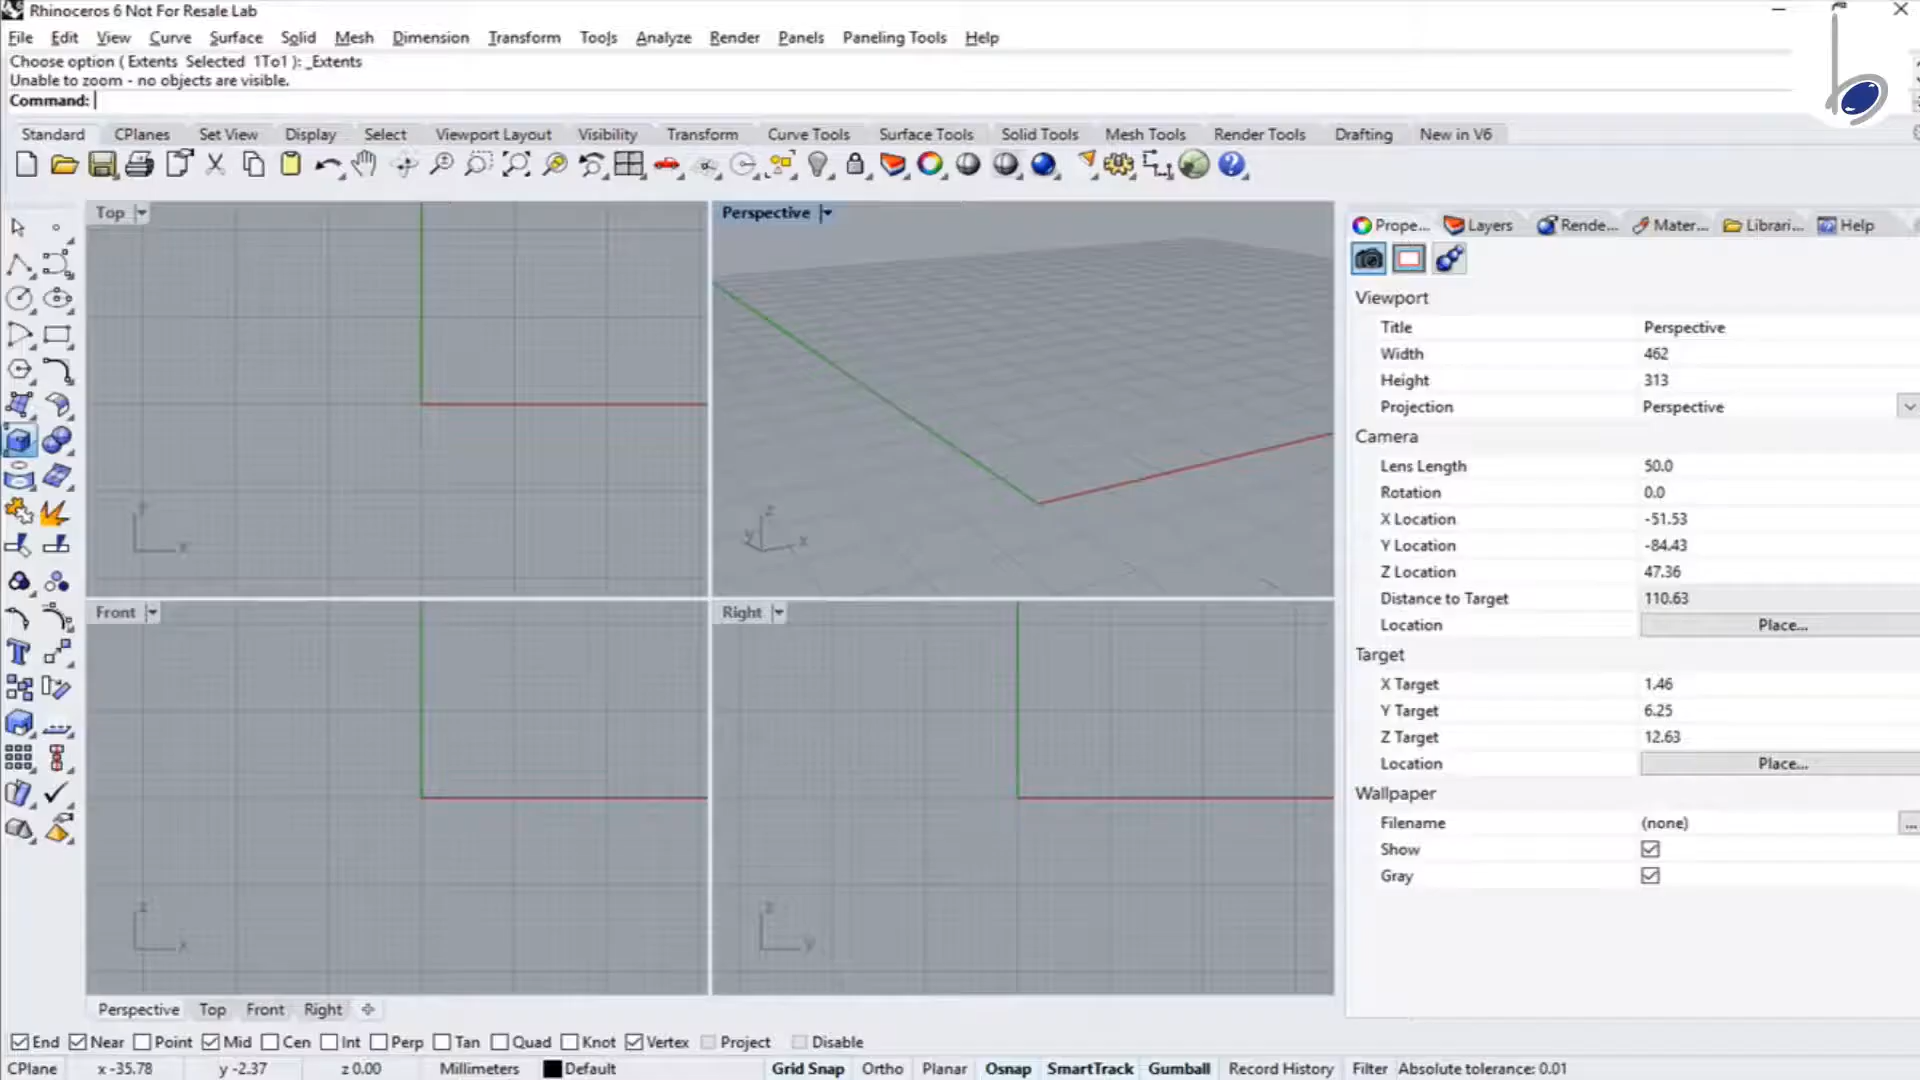 Rhinoceros 6 Not For Resale Lab
File Edit View Curve Surface Solid Mesh Dimension Transform Tools Analyze Render Panels Paneling Tools Help
Choose option ( Extents Selected 1To1 ): _Extents
Unable to zoom - no objects are visible.
Command:
Standard CPlanes Set View Display Select Viewport Layout Visibility Transform Curve Tools Surface Tools Solid Tools Mesh Tools Render Tools Drafting New in V6
Top
Perspective
Prope... Layers Rende... Mater... Librari... Help
Viewport
Title Perspective
Width 462
Height 313
Projection Perspective
Camera
Lens Length 50.0
Rotation 0.0
X Location -51.53
Y Location -84.43
Z Location 47.36
Distance to Target 110.63
Location Place...
Target
X Target 1.46
Y Target 6.25
Z Target 12.63
Location Place...
Wallpaper
Filename (none) ...
Show
Gray
y x
z y x
Front
Right
z x
z y
Perspective Top Front Right
End Near Point Mid Cen Int Perp Tan Quad Knot Vertex Project Disable
CPlane x -35.78 y -2.37 z 0.00 Millimeters Default Grid Snap Ortho Planar Osnap SmartTrack Gumball Record History Filter Absolute tolerance: 0.01